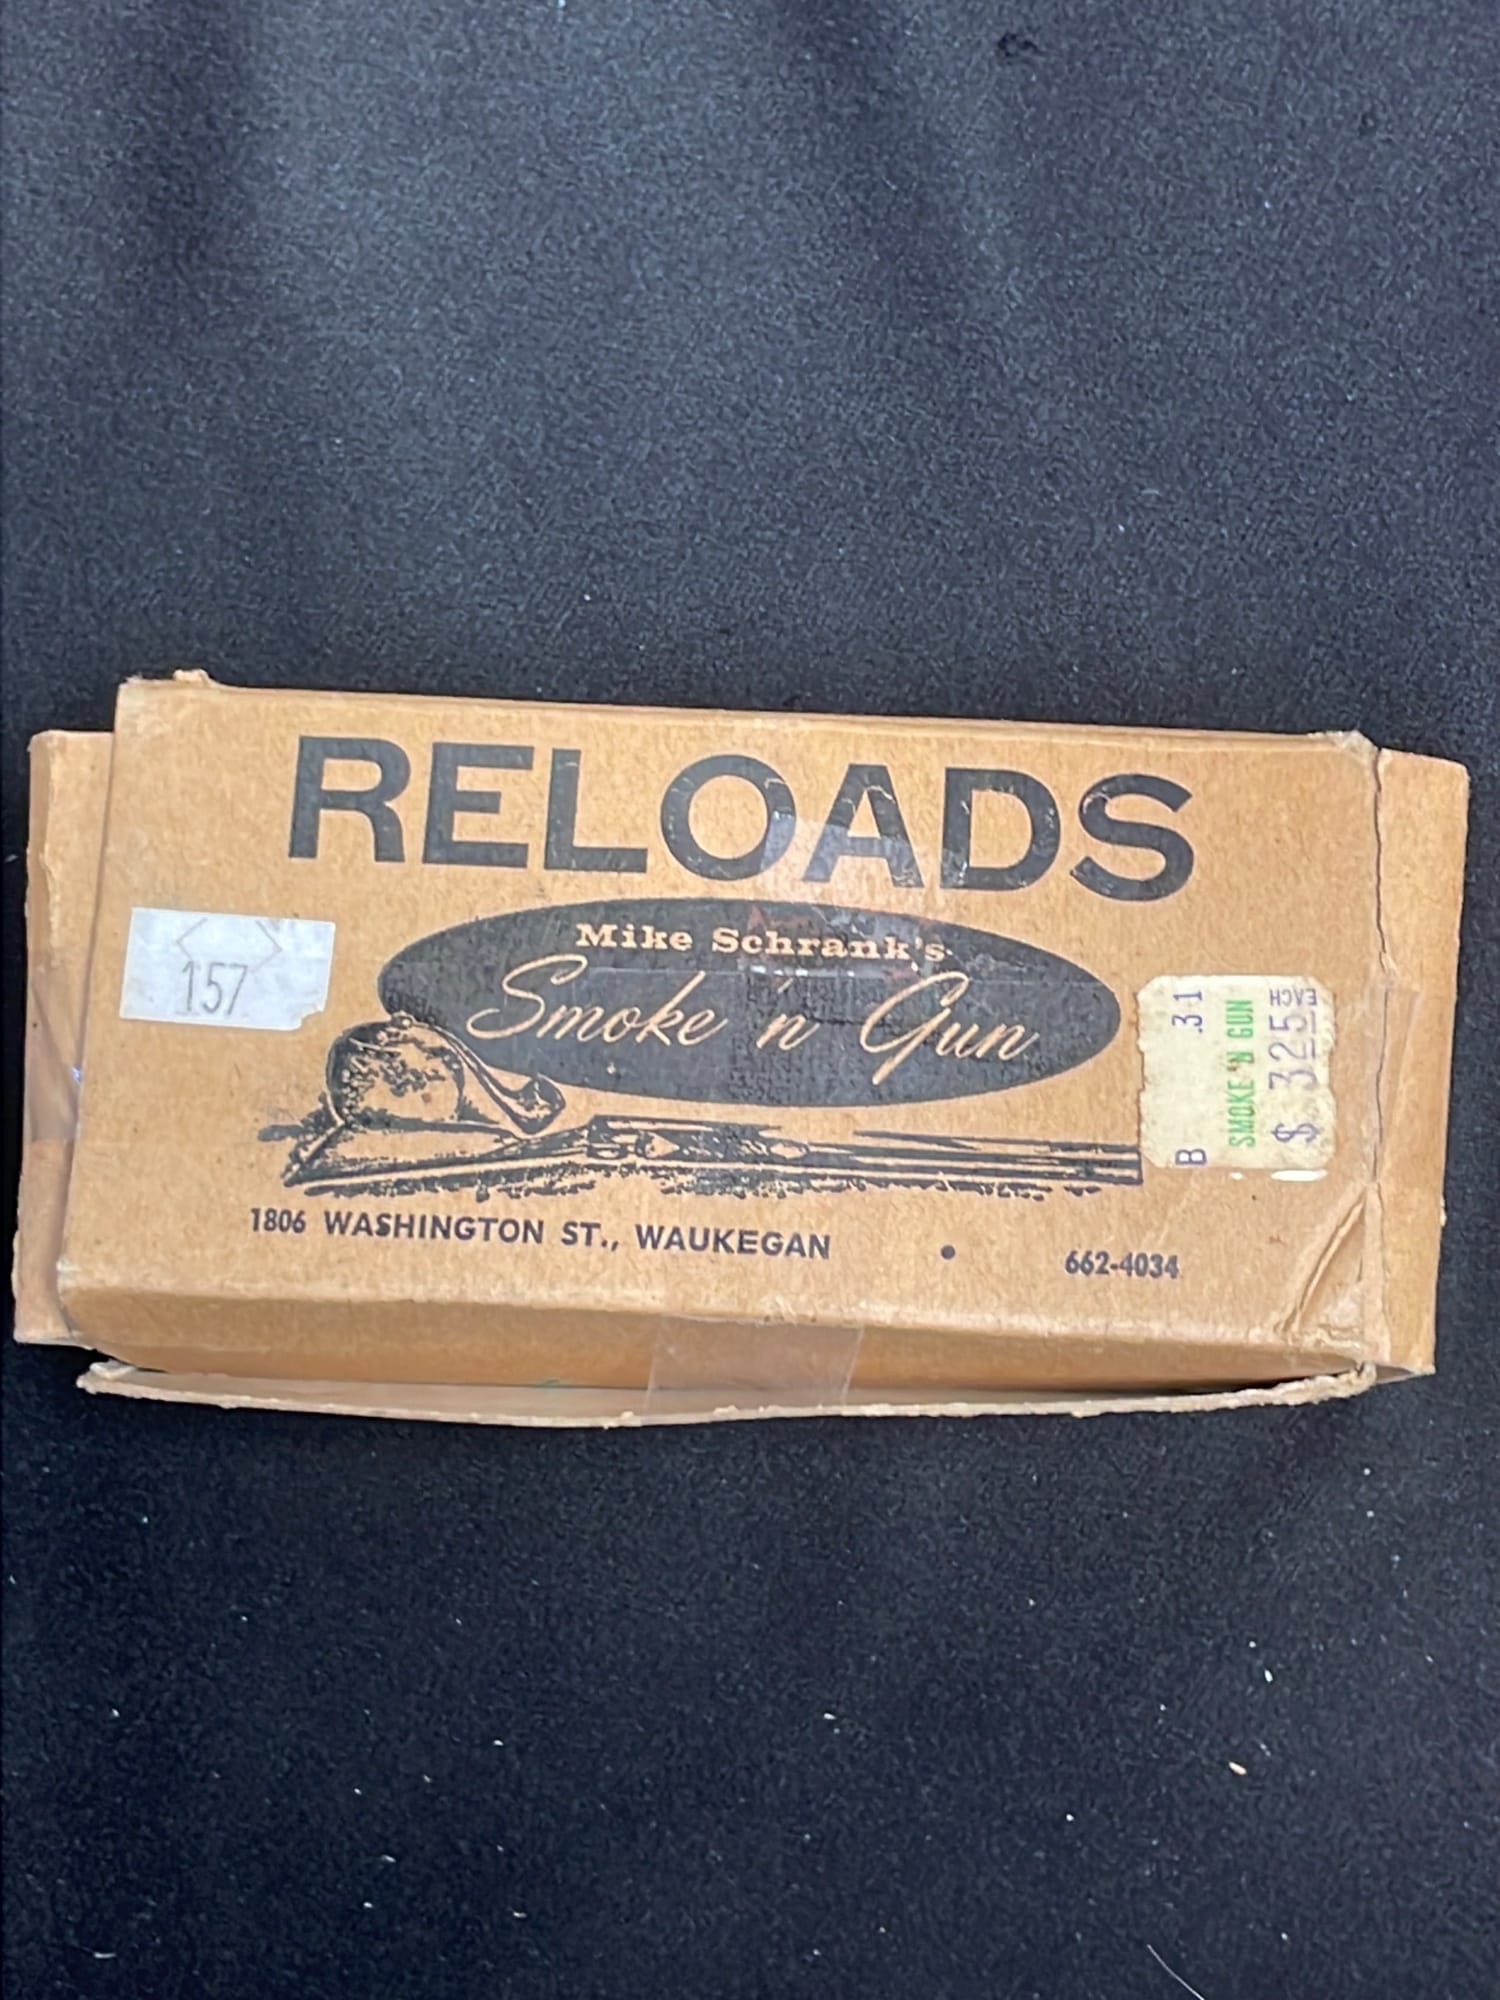 RELOADS
Mike Schrank's
Smoke 'n Gun
157
B .31
SMOKE 'N GUN
$ 325 EACH
1806 WASHINGTON ST., WAUKEGAN • 662-4034